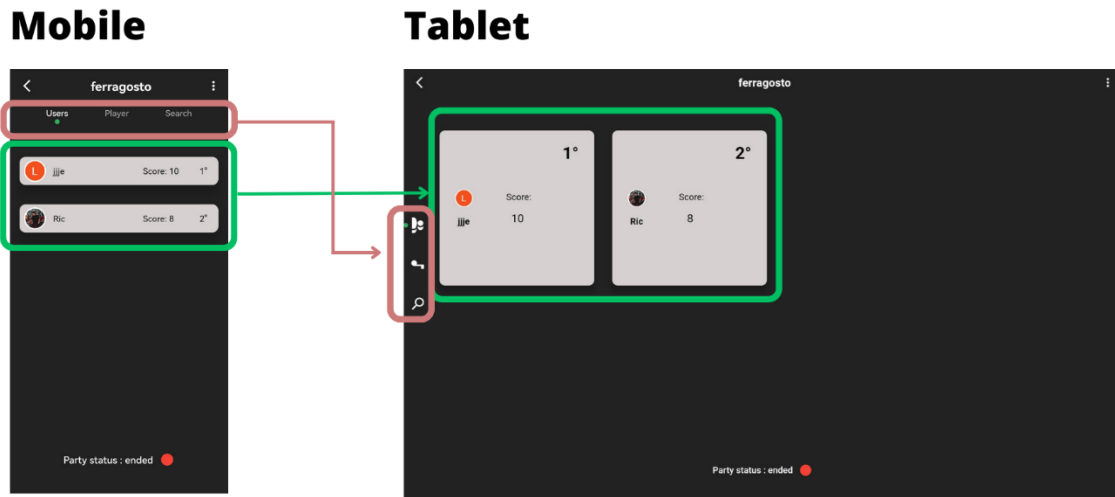 Mobile
Tablet
ferragosto
Users Player Search
L jjje Score: 10 1°
Ric Score: 8 2°
Party status : ended
ferragosto
1°
L Score:
jjje 10
2°
Score:
Ric 8
Party status : ended